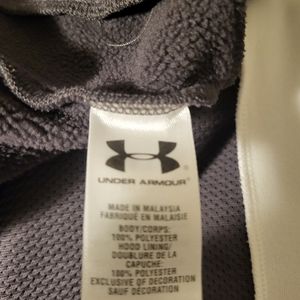 UNDER ARMOUR
MADE IN MALAYSIA
FABRIQUÉ EN MALAISIE
BODY/CORPS:
100% POLYESTER
HOOD LINING/
DOUBLURE DE LA
CAPUCHE:
100% POLYESTER
EXCLUSIVE OF DECORATION
SAUF DÉCORATION